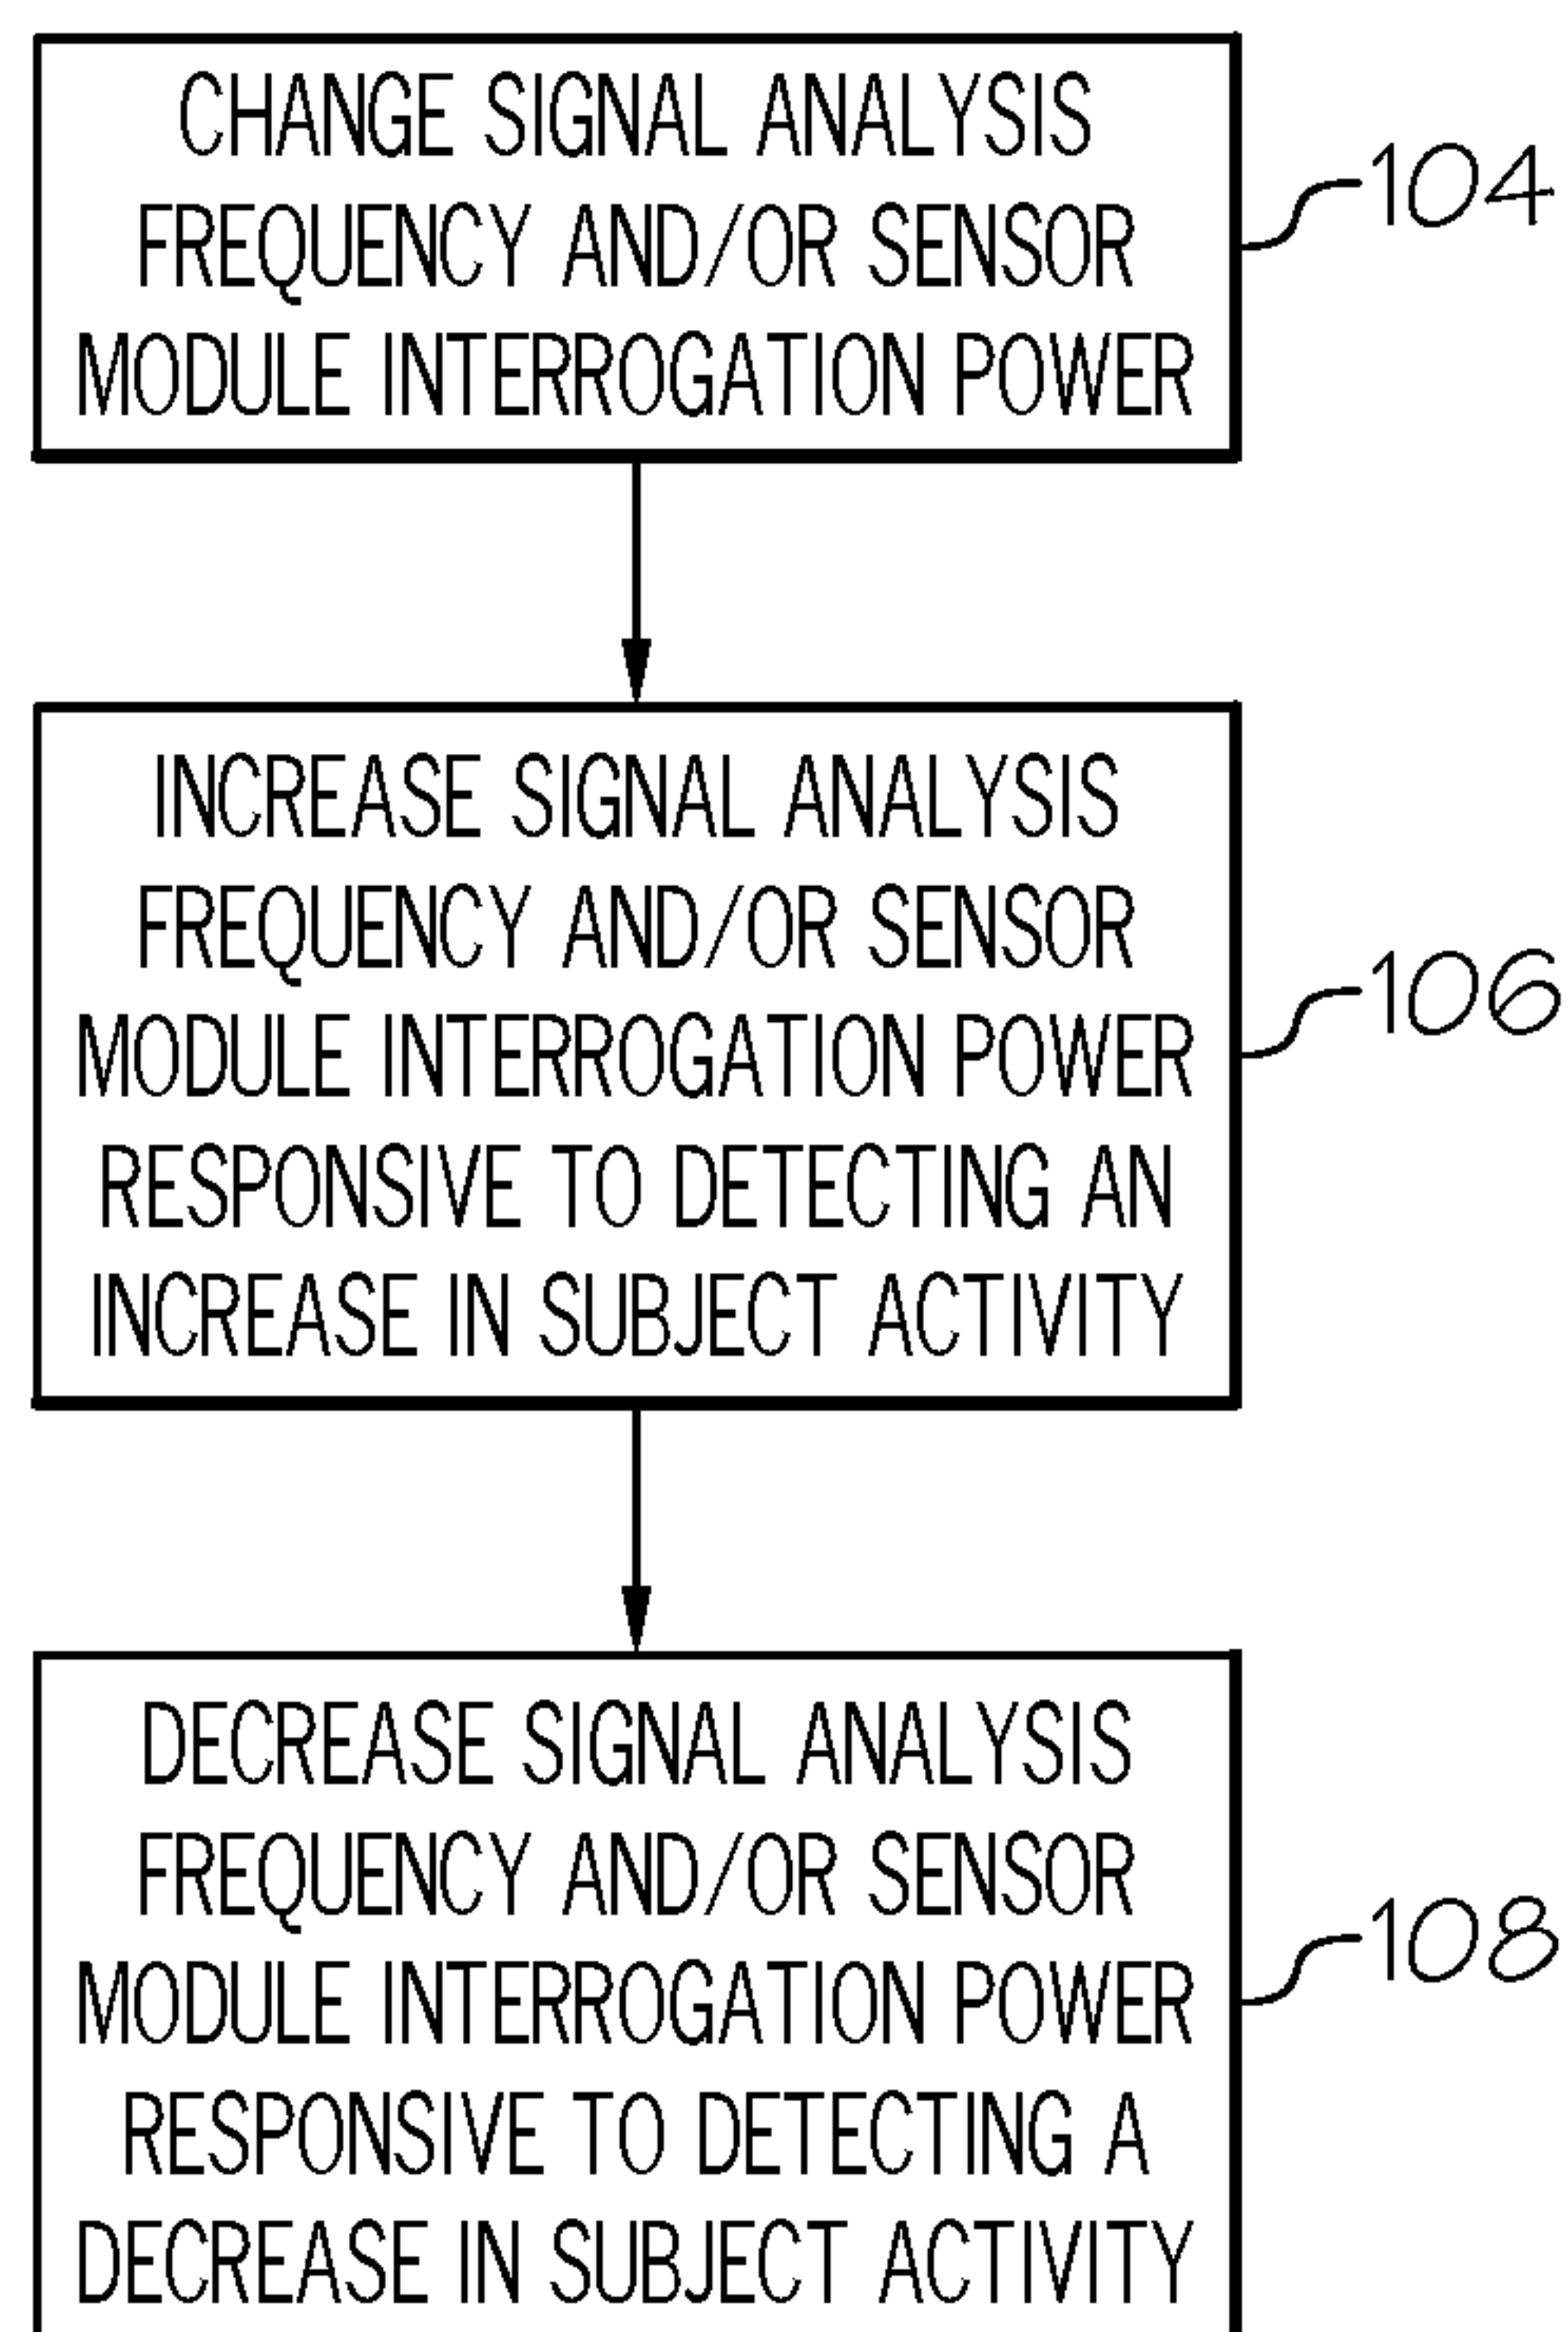 CHANGE SIGNAL ANALYSIS
FREQUENCY AND/OR SENSOR
MODULE INTERROGATION POWER
104
INCREASE SIGNAL ANALYSIS
FREQUENCY AND/OR SENSOR
MODULE INTERROGATION POWER
RESPONSIVE TO DETECTING AN
INCREASE IN SUBJECT ACTIVITY
106
DECREASE SIGNAL ANALYSIS
FREQUENCY AND/OR SENSOR
MODULE INTERROGATION POWER
RESPONSIVE TO DETECTING A
DECREASE IN SUBJECT ACTIVITY
108